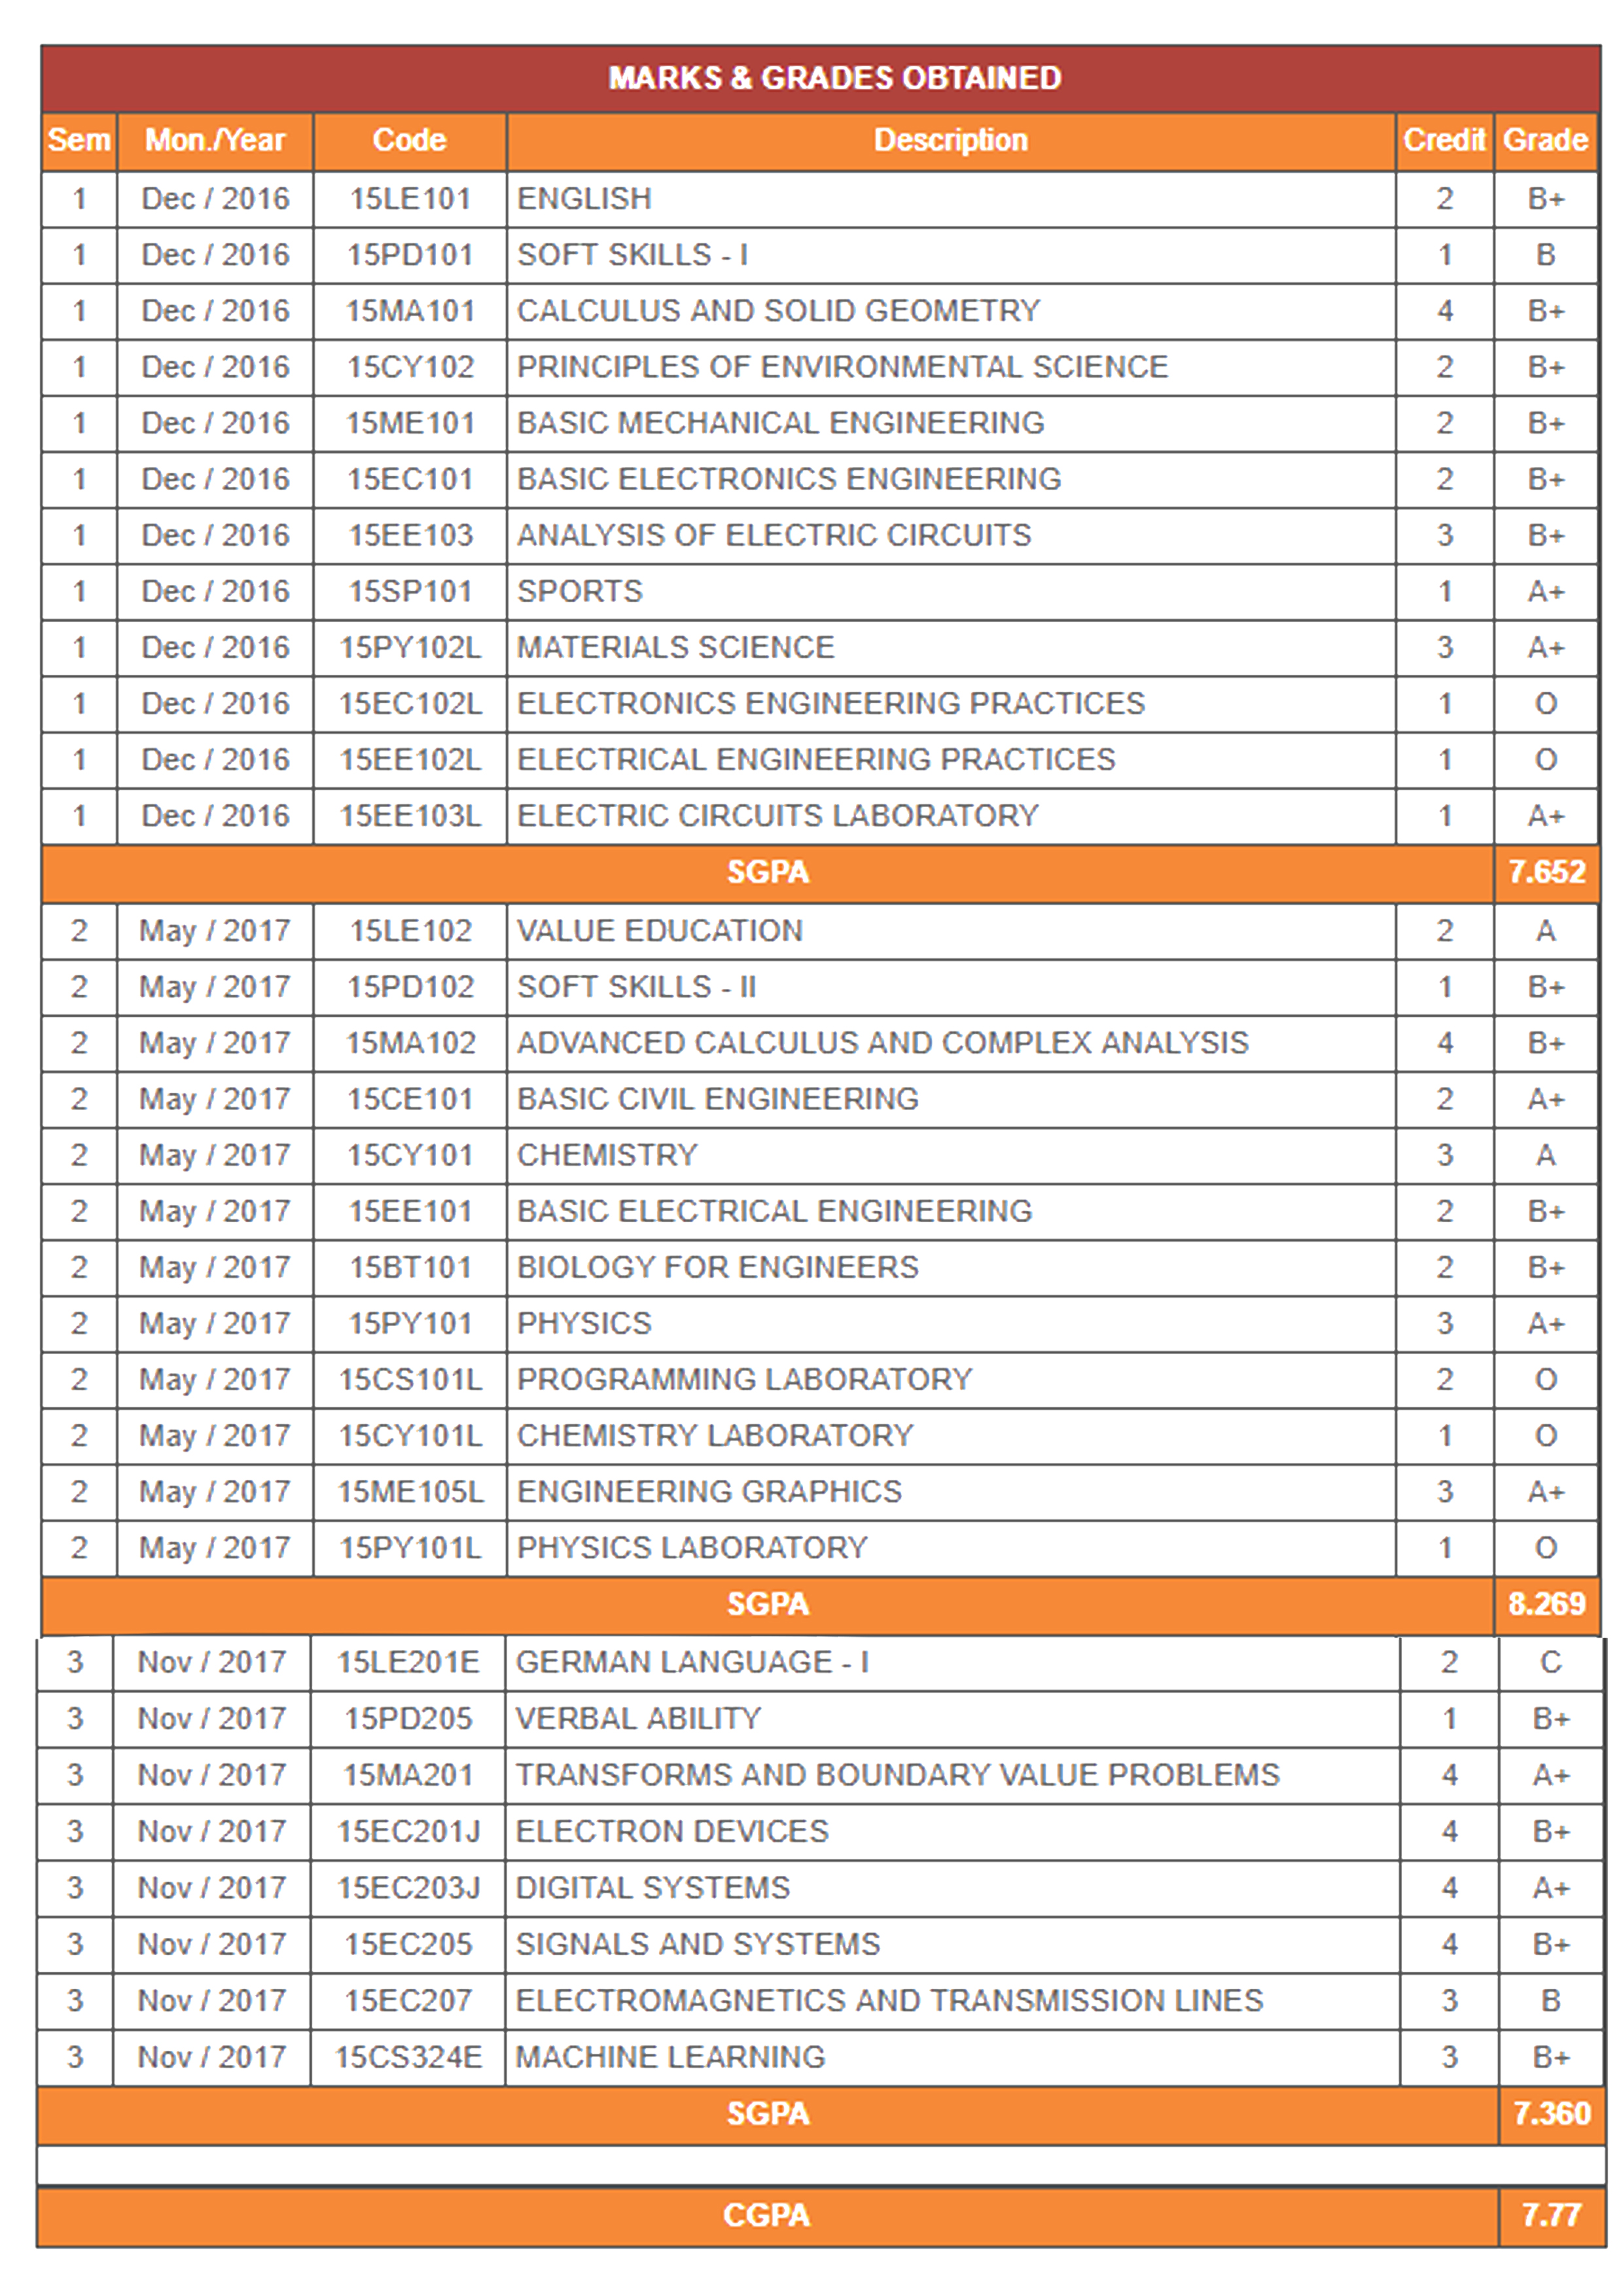 MARKS & GRADES OBTAINED
Sem Mon./Year Code Description Credit Grade
1 Dec / 2016 15LE101 ENGLISH 2 B+
1 Dec / 2016 15PD101 SOFT SKILLS - I 1 B
1 Dec / 2016 15MA101 CALCULUS AND SOLID GEOMETRY 4 B+
1 Dec / 2016 15CY102 PRINCIPLES OF ENVIRONMENTAL SCIENCE 2 B+
1 Dec / 2016 15ME101 BASIC MECHANICAL ENGINEERING 2 B+
1 Dec / 2016 15EC101 BASIC ELECTRONICS ENGINEERING 2 B+
1 Dec / 2016 15EE103 ANALYSIS OF ELECTRIC CIRCUITS 3 B+
1 Dec / 2016 15SP101 SPORTS 1 A+
1 Dec / 2016 15PY102L MATERIALS SCIENCE 3 A+
1 Dec / 2016 15EC102L ELECTRONICS ENGINEERING PRACTICES 1 O
1 Dec / 2016 15EE102L ELECTRICAL ENGINEERING PRACTICES 1 O
1 Dec / 2016 15EE103L ELECTRIC CIRCUITS LABORATORY 1 A+
SGPA 7.652
2 May / 2017 15LE102 VALUE EDUCATION 2 A
2 May / 2017 15PD102 SOFT SKILLS - II 1 B+
2 May / 2017 15MA102 ADVANCED CALCULUS AND COMPLEX ANALYSIS 4 B+
2 May / 2017 15CE101 BASIC CIVIL ENGINEERING 2 A+
2 May / 2017 15CY101 CHEMISTRY 3 A
2 May / 2017 15EE101 BASIC ELECTRICAL ENGINEERING 2 B+
2 May / 2017 15BT101 BIOLOGY FOR ENGINEERS 2 B+
2 May / 2017 15PY101 PHYSICS 3 A+
2 May / 2017 15CS101L PROGRAMMING LABORATORY 2 O
2 May / 2017 15CY101L CHEMISTRY LABORATORY 1 O
2 May / 2017 15ME105L ENGINEERING GRAPHICS 3 A+
2 May / 2017 15PY101L PHYSICS LABORATORY 1 O
SGPA 8.269
3 Nov / 2017 15LE201E GERMAN LANGUAGE - I 2 C
3 Nov / 2017 15PD205 VERBAL ABILITY 1 B+
3 Nov / 2017 15MA201 TRANSFORMS AND BOUNDARY VALUE PROBLEMS 4 A+
3 Nov / 2017 15EC201J ELECTRON DEVICES 4 B+
3 Nov / 2017 15EC203J DIGITAL SYSTEMS 4 A+
3 Nov / 2017 15EC205 SIGNALS AND SYSTEMS 4 B+
3 Nov / 2017 15EC207 ELECTROMAGNETICS AND TRANSMISSION LINES 3 B
3 Nov / 2017 15CS324E MACHINE LEARNING 3 B+
SGPA 7.360
CGPA 7.77